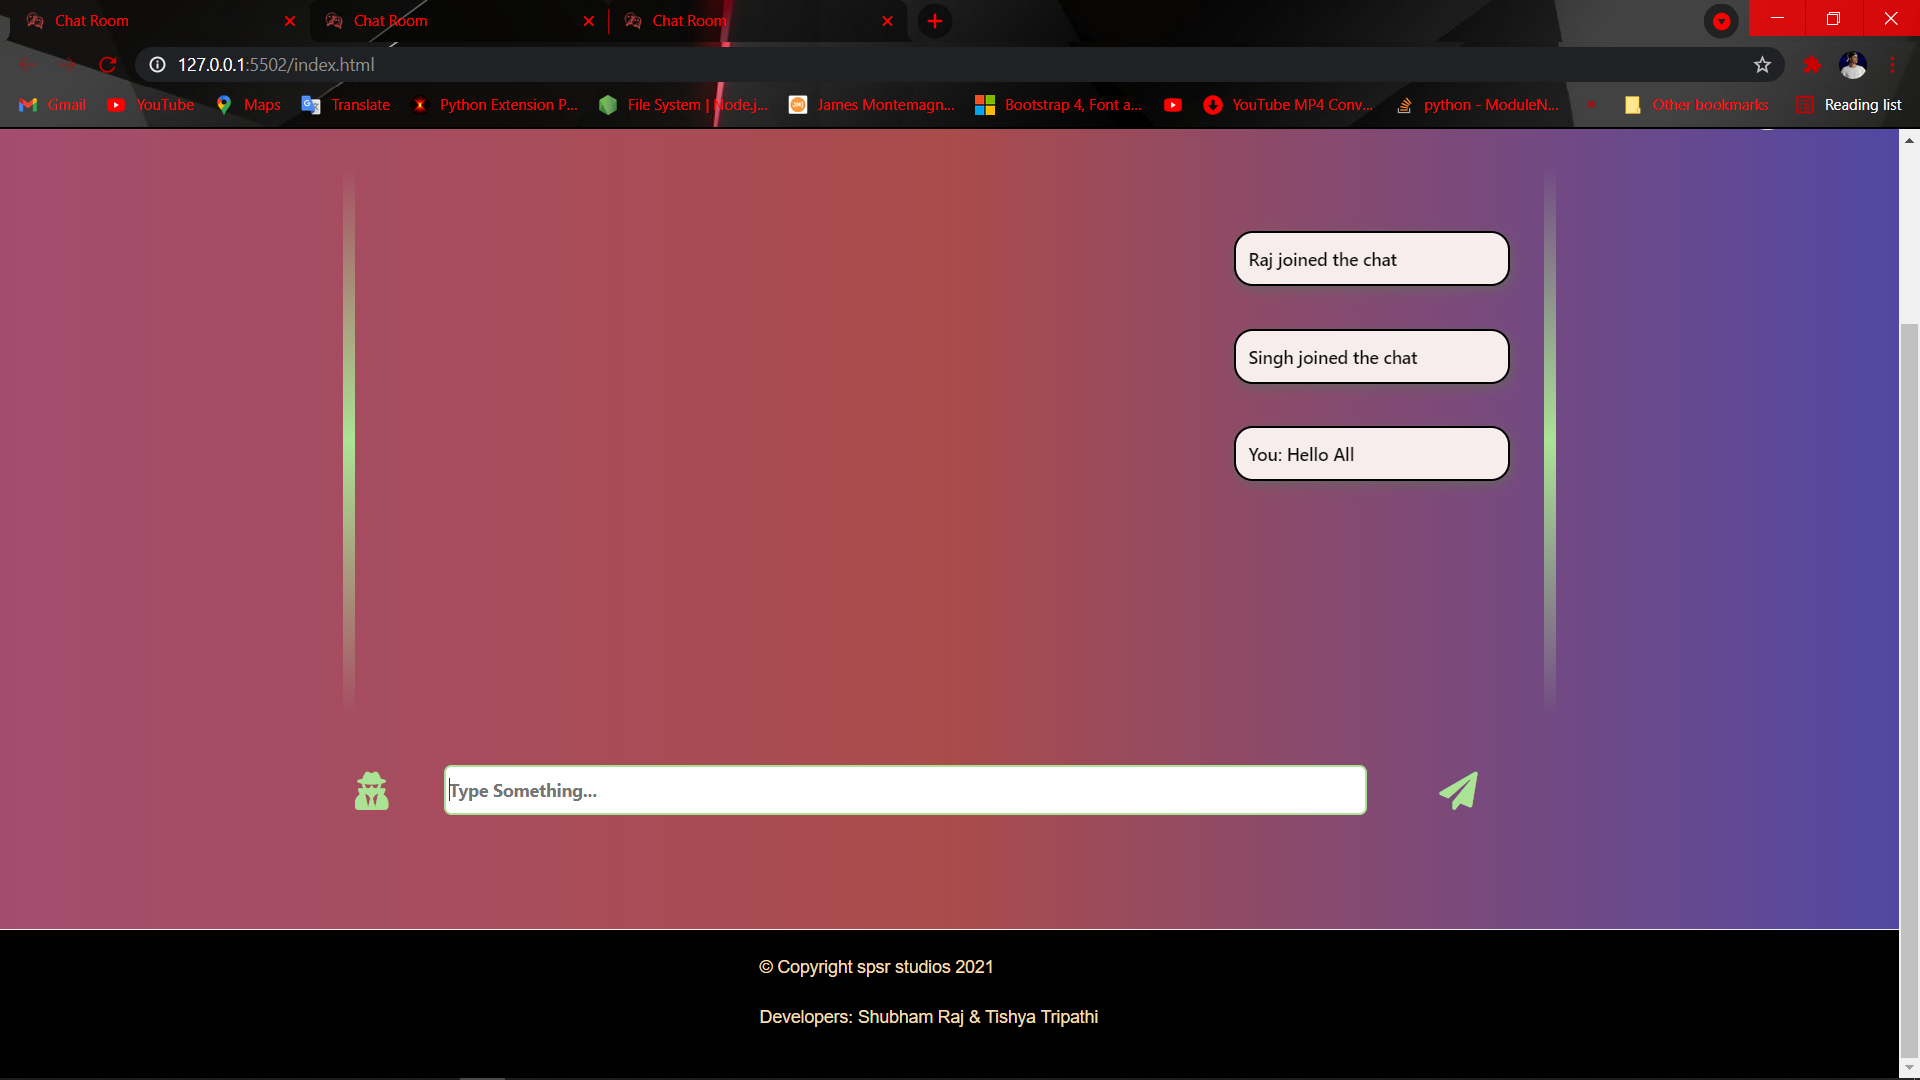 Chat Room
Chat Room
Chat Room
127.0.0.1:5502/index.html
Gmail
YouTube
Maps
Translate
Python Extension P...
File System | Node.j...
James Montemagn...
Bootstrap 4, Font a...
YouTube MP4 Conv...
python - ModuleN...
»
Other bookmarks
Reading list
Raj joined the chat
Singh joined the chat
You: Hello All
Type Something...
© Copyright spsr studios 2021
Developers: Shubham Raj & Tishya Tripathi